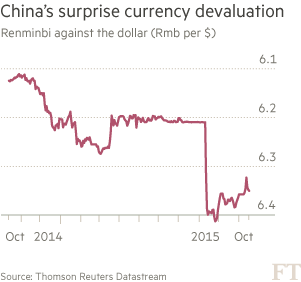 China's surprise currency devaluation
Renminbi against the dollar (Rmb per $)
6.1
6.2
6.3
6.4
Oct 2014 2015 Oct
Source: Thomson Reuters Datastream
FT